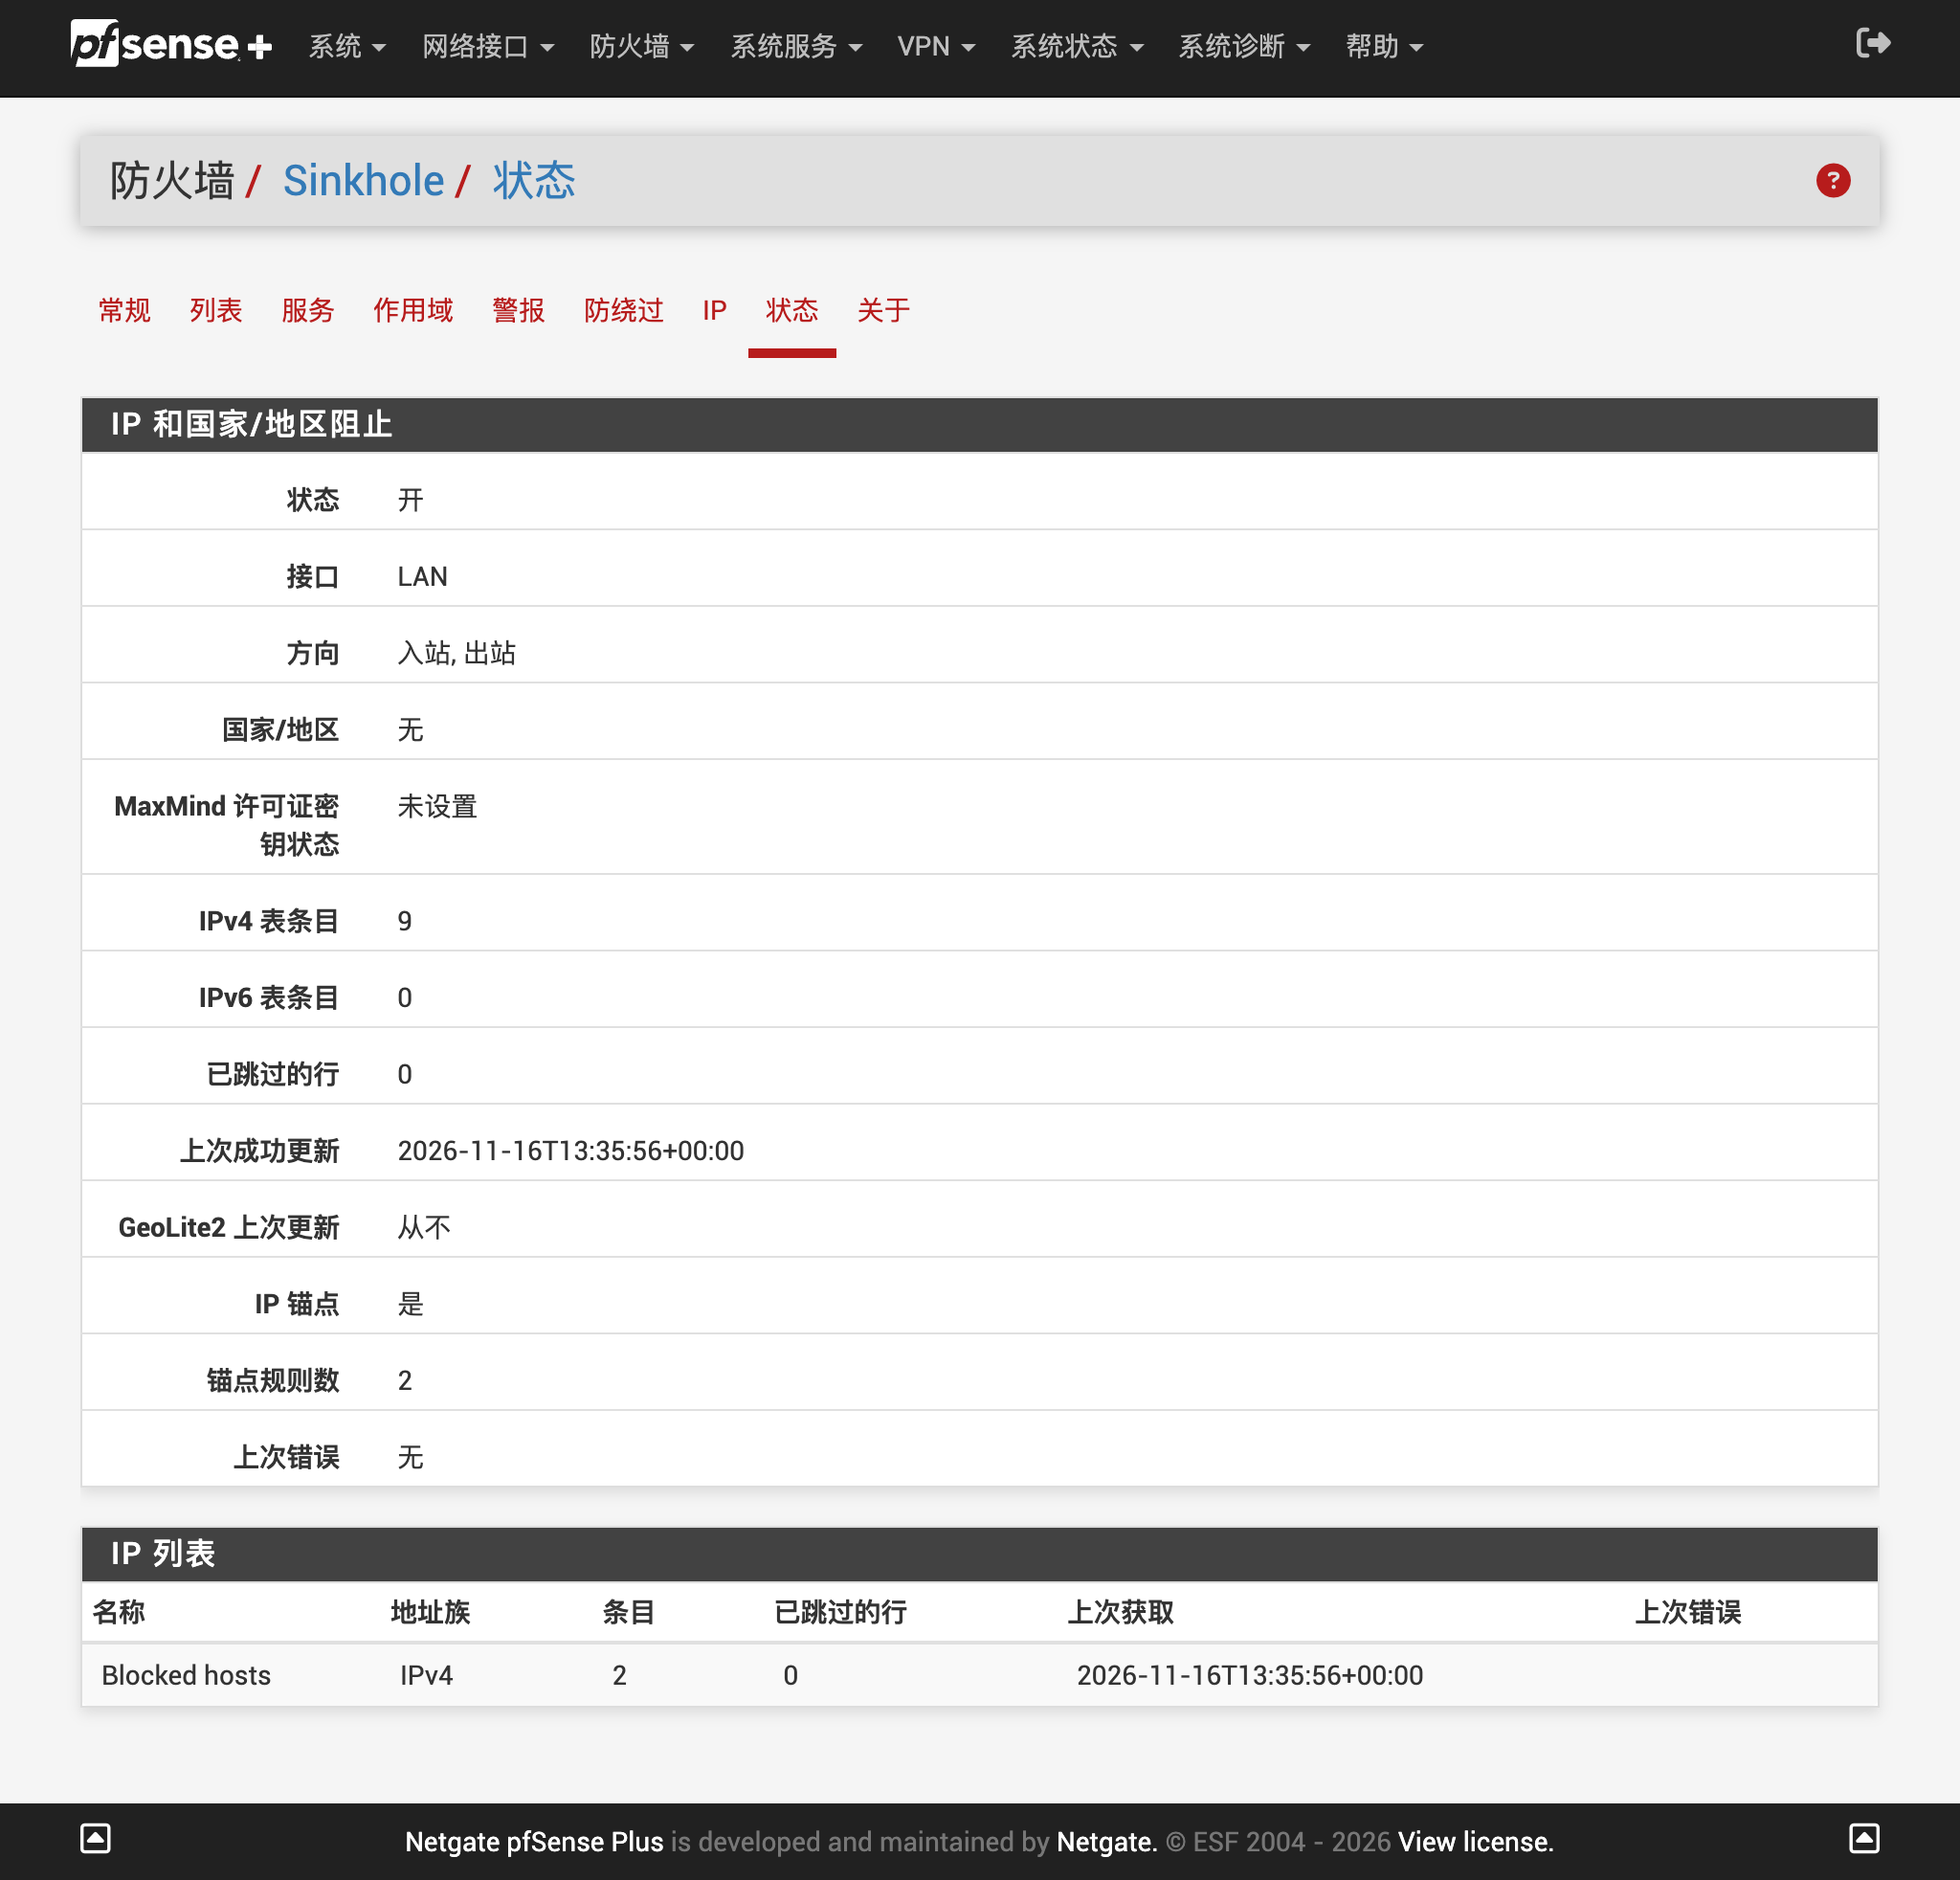 pfsense+ 系统 网络接口 防火墙 系统服务 VPN 系统状态 系统诊断 帮助
防火墙/ Sinkhole/ 状态
?
常规 列表 服务 作用域 警报 防绕过 IP 状态 关于
IP 和国家/地区阻止
状态 开
接口 LAN
方向 入站, 出站
国家/地区 无
MaxMind 许可证密 未设置
钥状态
IPv4 表条目 9
IPv6 表条目 0
已跳过的行 0
上次成功更新 2026-11-16T13:35:56+00:00
GeoLite2 上次更新 从不
IP 锚点 是
锚点规则数 2
上次错误 无
IP 列表
名称 地址族 条目 已跳过的行 上次获取 上次错误
Blocked hosts IPv4 2 0 2026-11-16T13:35:56+00:00
Netgate pfSense Plus is developed and maintained by Netgate. © ESF 2004 - 2026 View license.